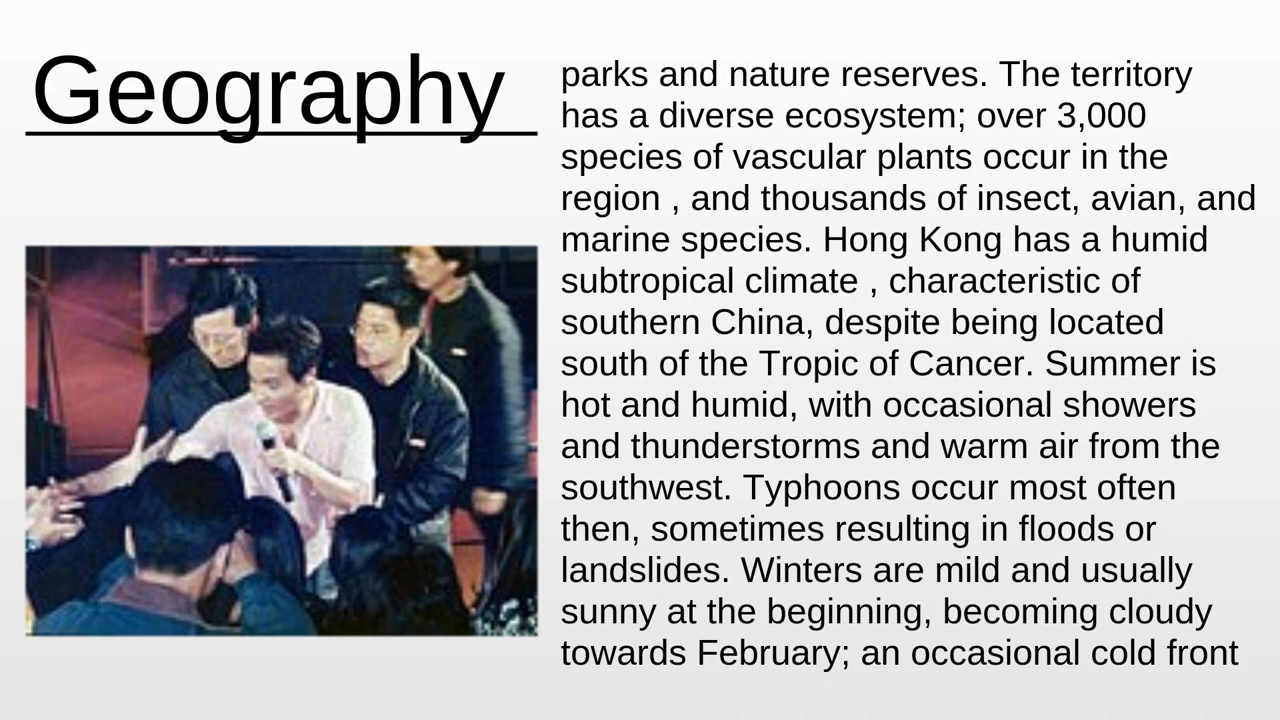 Geography
parks and nature reserves. The territory
has a diverse ecosystem; over 3,000
species of vascular plants occur in the
region , and thousands of insect, avian, and
marine species. Hong Kong has a humid
subtropical climate , characteristic of
southern China, despite being located
south of the Tropic of Cancer. Summer is
hot and humid, with occasional showers
and thunderstorms and warm air from the
southwest. Typhoons occur most often
then, sometimes resulting in floods or
landslides. Winters are mild and usually
sunny at the beginning, becoming cloudy
towards February; an occasional cold front